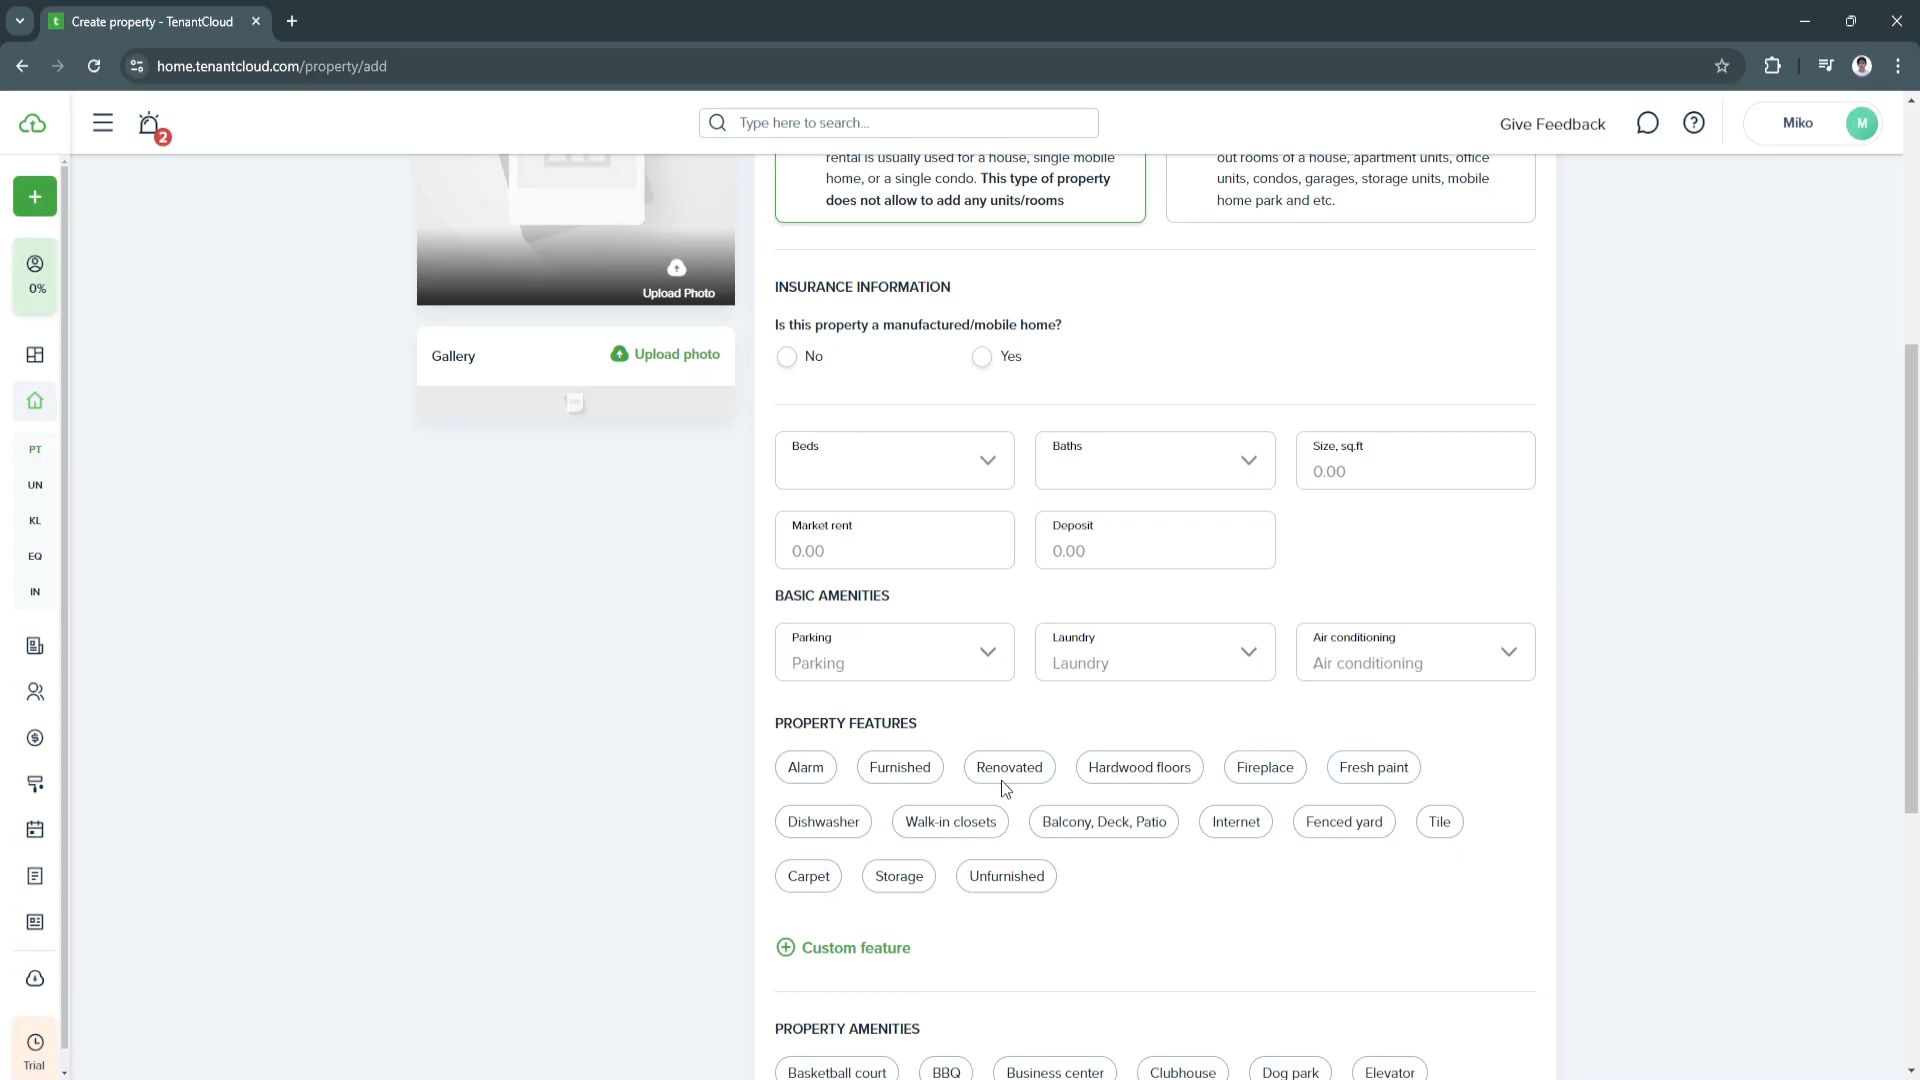 Create property - TenantCloud
home.tenantcloud.com/property/add
2
Type here to search...
Give Feedback
Miko
M
rental is usually used for a house, single mobile
home, or a single condo. This type of property
does not allow to add any units/rooms
out rooms of a house, apartment units, office
units, condos, garages, storage units, mobile
home park and etc.
0%
PT
UN
KL
EQ
IN
Trial
Upload Photo
Gallery
Upload photo
INSURANCE INFORMATION
Is this property a manufactured/mobile home?
No
Yes
Beds
Baths
Size, sq.ft
0.00
Market rent
0.00
Deposit
0.00
BASIC AMENITIES
Parking
Parking
Laundry
Laundry
Air conditioning
Air conditioning
PROPERTY FEATURES
Alarm
Furnished
Renovated
Hardwood floors
Fireplace
Fresh paint
Dishwasher
Walk-in closets
Balcony, Deck, Patio
Internet
Fenced yard
Tile
Carpet
Storage
Unfurnished
Custom feature
PROPERTY AMENITIES
Basketball court
BBQ
Business center
Clubhouse
Dog park
Elevator